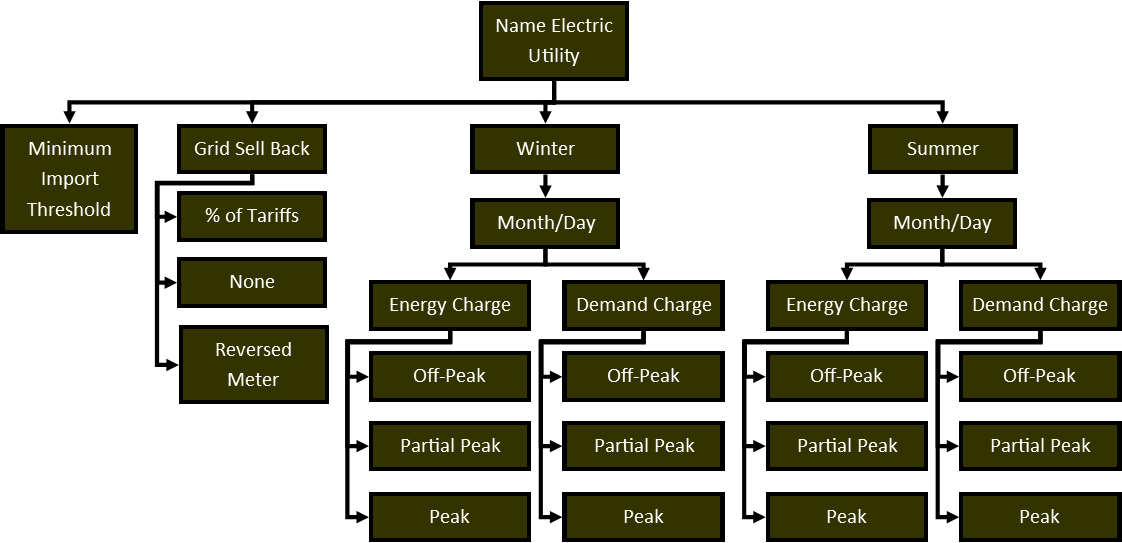 Name Electric
Utility
Minimum
Import
Threshold
Grid Sell Back
% of Tariffs
None
Reversed
Meter
Winter
Month/Day
Energy Charge
Off-Peak
Partial Peak
Peak
Demand Charge
Off-Peak
Partial Peak
Peak
Summer
Month/Day
Energy Charge
Off-Peak
Partial Peak
Peak
Demand Charge
Off-Peak
Partial Peak
Peak